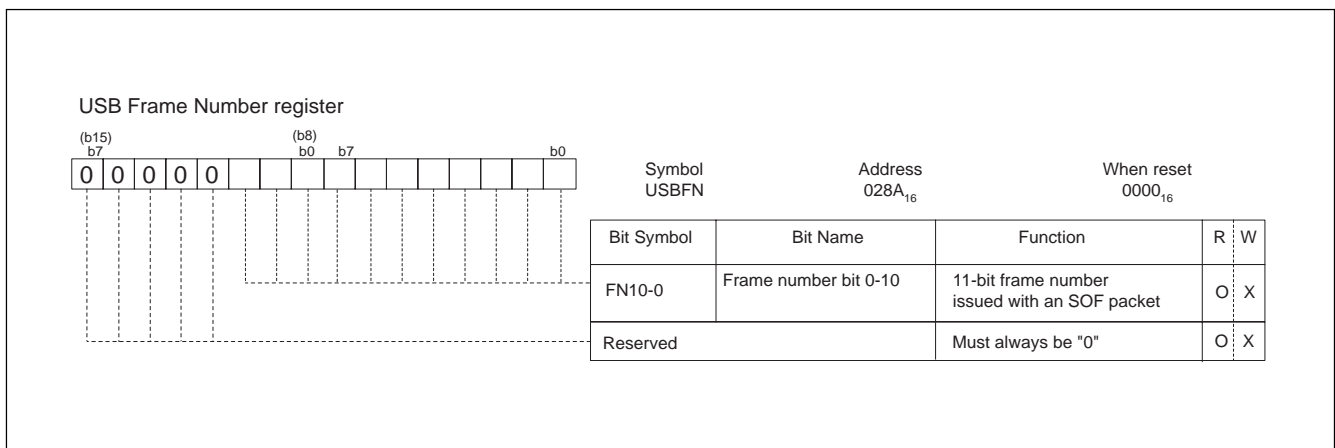 USB Frame Number register
(b15) (b8)
b7 b0 b7 b0
0 0 0 0 0
Symbol Address When reset
USBFN 028A16 000016
Bit Symbol Bit Name Function R W
FN10-0 Frame number bit 0-10 11-bit frame number
issued with an SOF packet O X
Reserved Must always be "0" O X